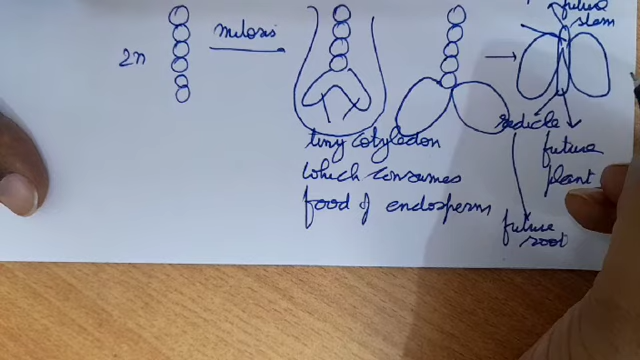 future
stem
2n
mitosis
tiny cotyledon
which consumes
food of endosperm
radicle
future
plant
future
root